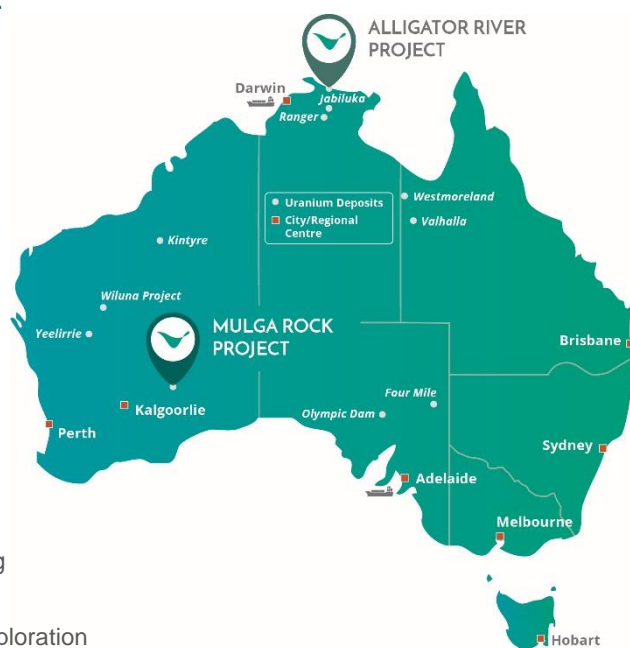 ALLIGATOR RIVER
PROJECT
Darwin
Jabiluka
Ranger
Uranium Deposits
City/Regional
Centre
Westmoreland
Valhalla
Kintyre
Wiluna Project
Yeelirrie
MULGA ROCK
PROJECT
Brisbane
Four Mile
Olympic Dam
Kalgoorlie
Perth
Sydney
Adelaide
Melbourne
Hobart